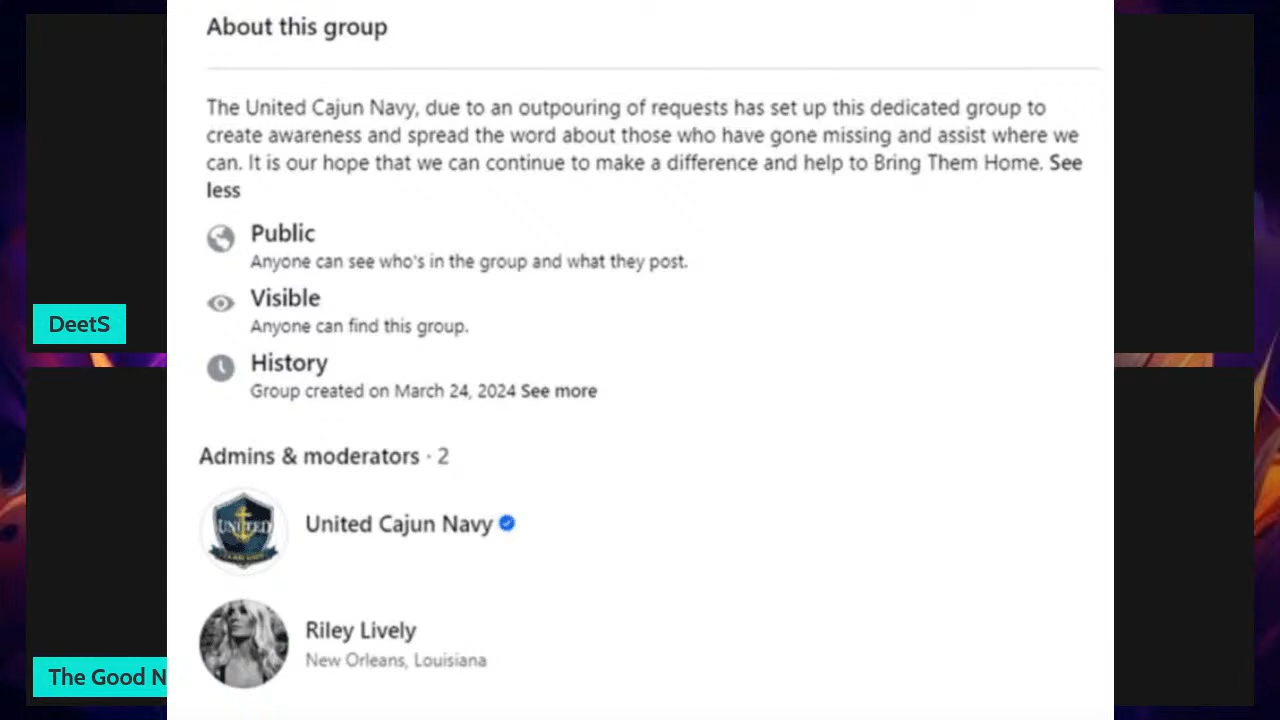 About this group
The United Cajun Navy, due to an outpouring of requests has set up this dedicated group to
create awareness and spread the word about those who have gone missing and assist where we
can. It is our hope that we can continue to make a difference and help to Bring Them Home. See
less
Public
Anyone can see who's in the group and what they post.
Visible
Anyone can find this group.
DeetS
History
Group created on March 24, 2024 See more
Admins & moderators · 2
UNITED
United Cajun Navy
Riley Lively
New Orleans, Louisiana
The Good N